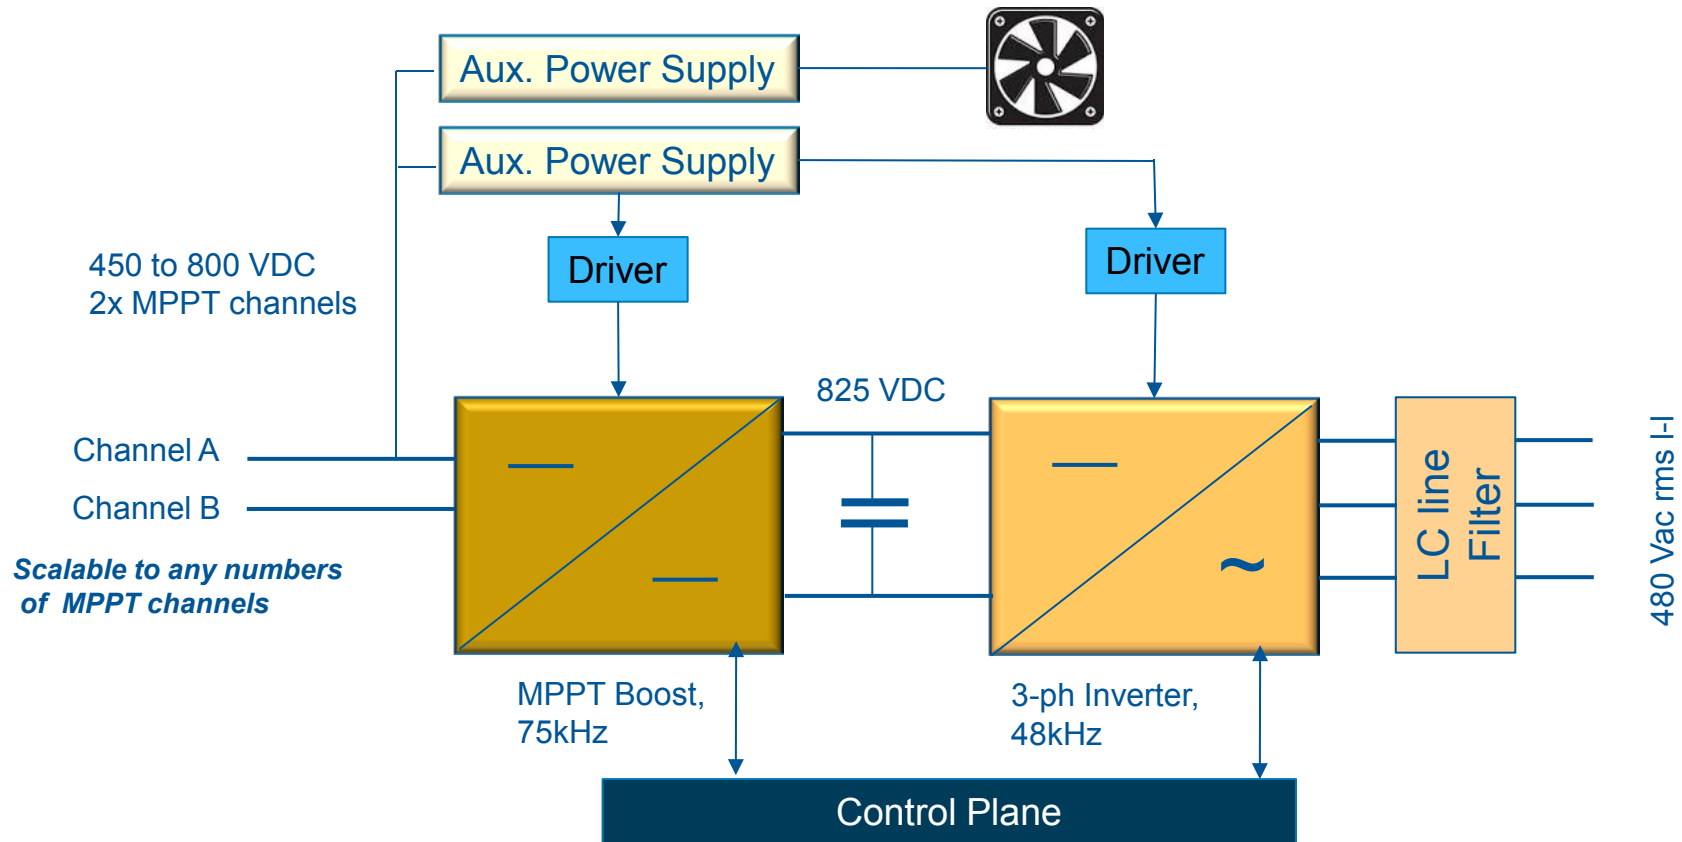 Aux. Power Supply
Aux. Power Supply
450 to 800 VDC
2x MPPT channels
Driver
Driver
825 VDC
Channel A
Channel B
Scalable to any numbers
of MPPT channels
LC line
Filter
480 Vac rms l-l
MPPT Boost,
75kHz
3-ph Inverter,
48kHz
Control Plane